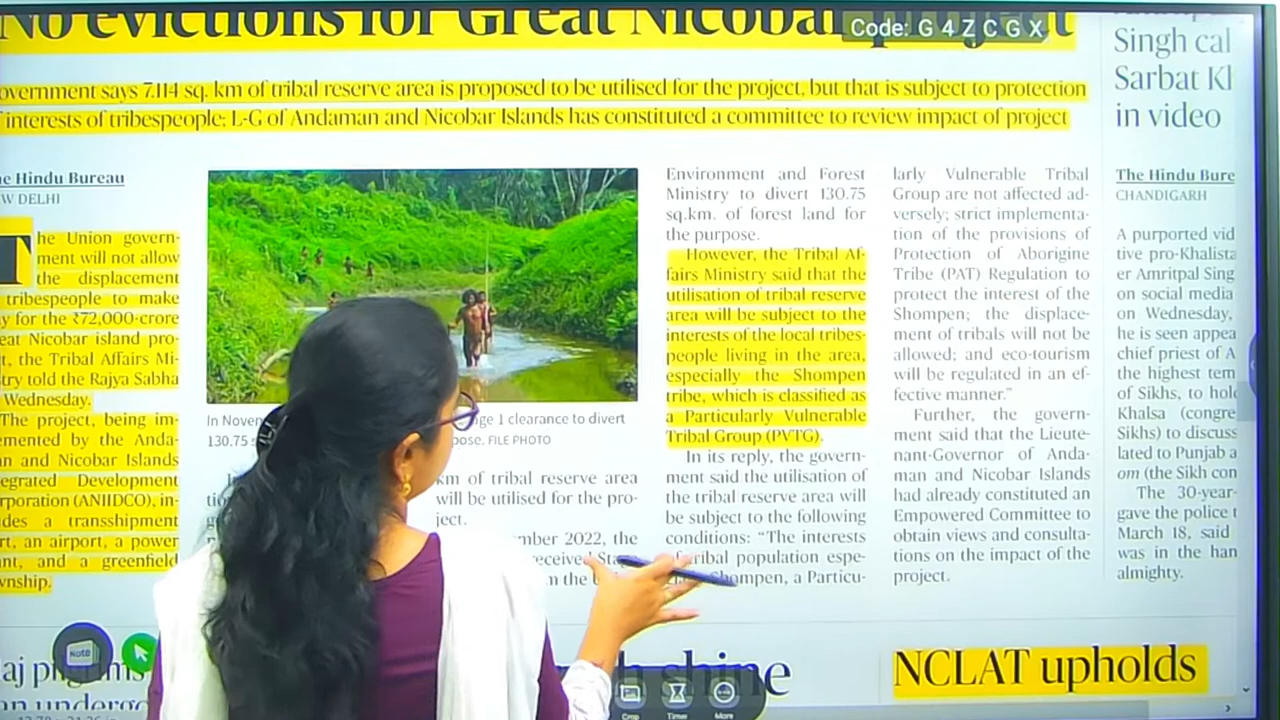 No evictions for Great Nicobar project
Code: G 4 Z C G X
overnment says 7.114 sq. km of tribal reserve area is proposed to be utilised for the project, but that is subject to protection
interests of tribespeople; L-G of Andaman and Nicobar Islands has constituted a committee to review impact of project
e Hindu Bureau
W DELHI
The Union govern-
ment will not allow
the displacement
tribespeople to make
y for the ₹72,000-crore
eat Nicobar island pro-
t, the Tribal Affairs Mi-
stry told the Rajya Sabha
Wednesday.
The project, being im-
emented by the Anda-
an and Nicobar Islands
egrated Development
rporation (ANIIDCO), in-
des a transshipment
rt, an airport, a power
nt, and a greenfield
wnship.
In Noven
ge 1 clearance to divert
130.75
pose. FILE PHOTO
km of tribal reserve area
will be utilised for the pro-
ject.
mber 2022, the
receive
m the
Environment and Forest
Ministry to divert 130.75
sq.km. of forest land for
the purpose.
However, the Tribal Af-
fairs Ministry said that the
utilisation of tribal reserve
area will be subject to the
interests of the local tribes-
people living in the area,
especially the Shompen
tribe, which is classified as
a Particularly Vulnerable
Tribal Group (PVTG).
In its reply, the govern-
ment said the utilisation of
the tribal reserve area will
be subject to the following
conditions: “The interests
tribal population espe-
hompen, a Particu-
larly Vulnerable Tribal
Group are not affected ad-
versely; strict implementa-
tion of the provisions of
Protection of Aborigine
Tribe (PAT) Regulation to
protect the interest of the
Shompen; the displace-
ment of tribals will not be
allowed; and eco-tourism
will be regulated in an ef-
fective manner.”
Further, the govern-
ment said that the Lieute-
nant-Governor of Anda-
man and Nicobar Islands
had already constituted an
Empowered Committee to
obtain views and consulta-
tions on the impact of the
project.
Singh cal
Sarbat Kl
in video
The Hindu Bure
CHANDIGARH
A purported vid
tive pro-Khalista
er Amritpal Sing
on social media
on Wednesday,
he is seen appea
chief priest of A
the highest tem
of Sikhs, to hold
Khalsa (congre
Sikhs) to discuss
lated to Punjab a
om (the Sikh con
The 30-year-
gave the police t
March 18, said
was in the han
almighty.
aj pilgrims
an undergo
h shine
NCLAT upholds
Note
Crop
Timer
More